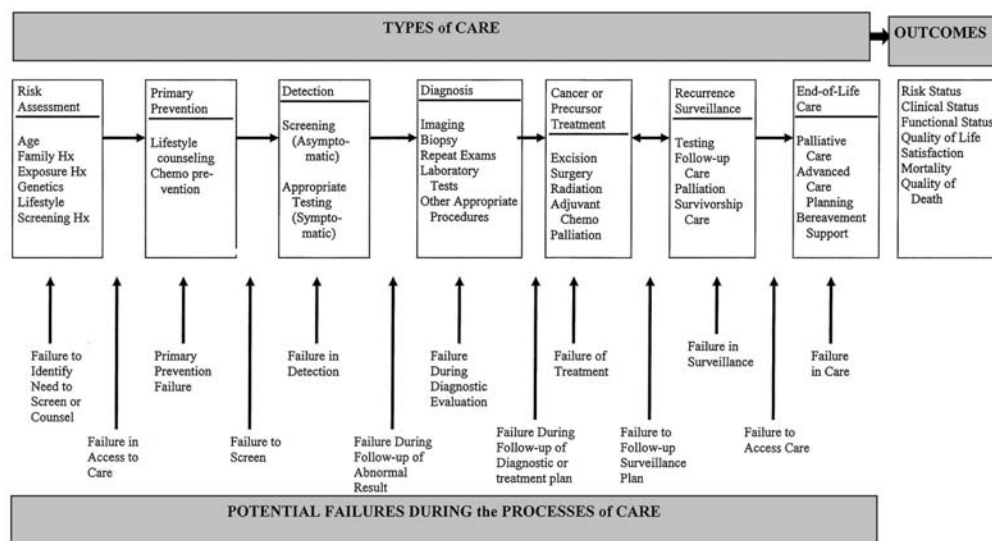 TYPES of CARE
OUTCOMES
Risk
Assessment
Age
Family Hx
Exposure Hx
Genetics
Lifestyle
Screening Hx
Primary
Prevention
Lifestyle
counseling
Chemo pre-
vention
Detection
Screening
(Asympto-
matic)
Appropriate
Testing
(Sympto-
matic)
Diagnosis
Imaging
Biopsy
Repeat Exams
Laboratory
Tests
Other Appropriate
Procedures
Cancer or
Precursor
Treatment
Excision
Surgery
Radiation
Adjuvant
Chemo
Palliation
Recurrence
Surveillance
Testing
Follow-up
Care
Palliation
Survivorship
Care
End-of-Life
Care
Palliative
Care
Advanced
Care
Planning
Bereavement
Support
Risk Status
Clinical Status
Functional Status
Quality of Life
Satisfaction
Mortality
Quality of
Death
Failure to
Identify
Need to
Screen or
Counsel
Failure in
Access to
Care
Primary
Prevention
Failure
Failure to
Screen
Failure in
Detection
Failure During
Follow-up of
Abnormal
Result
Failure
During
Diagnostic
Evaluation
Failure During
Follow-up of
Diagnostic or
treatment plan
Failure of
Treatment
Failure to
Follow-up
Surveillance
Plan
Failure in
Surveillance
Failure to
Access Care
Failure
in Care
POTENTIAL FAILURES DURING the PROCESSES of CARE